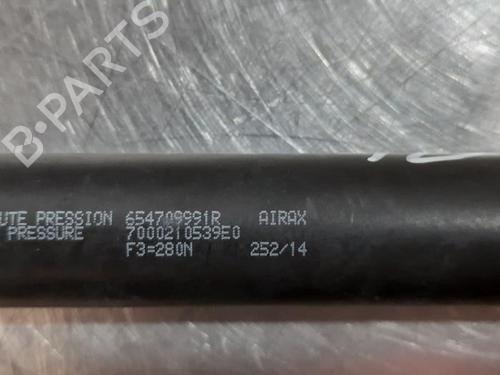 B-PARTS
UTE PRESSION 654709991R AIRAX
PRESSURE 7000210539E0
F3=280N 252/14